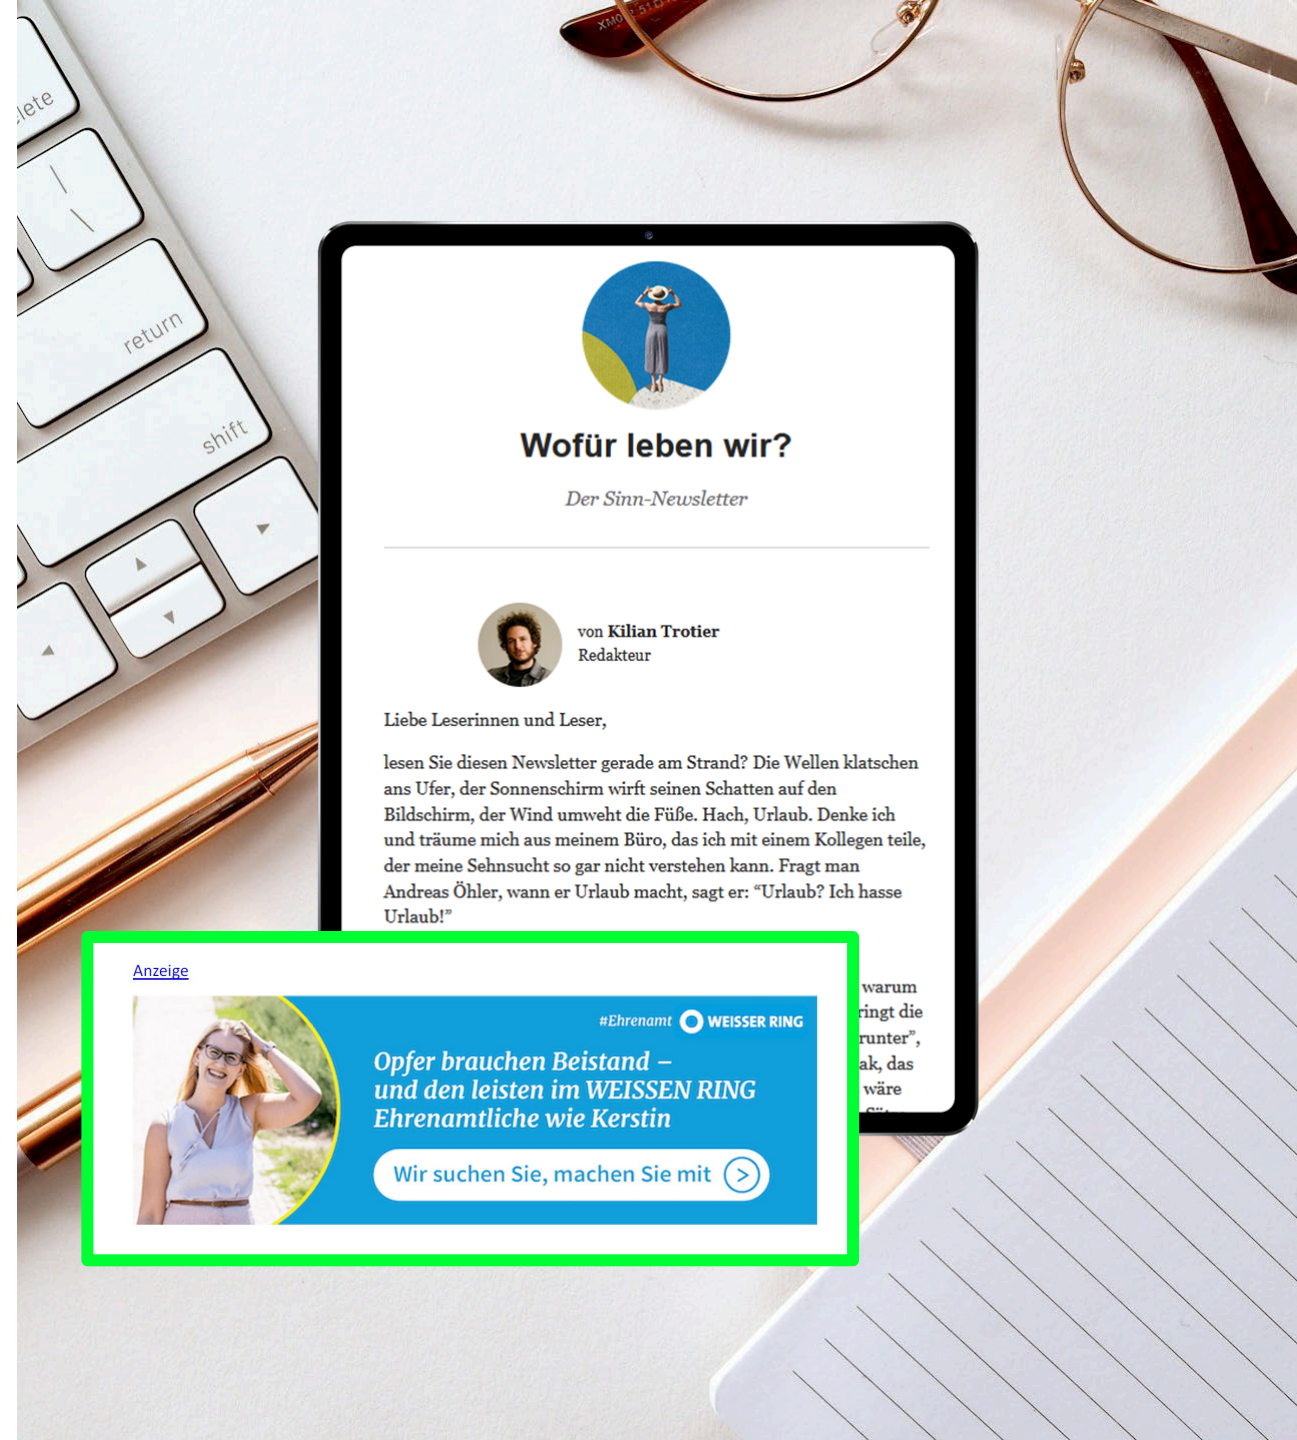 XM0
51
lete
return
shift
Wofür leben wir?
Der Sinn-Newsletter
von Kilian Trotier
Redakteur
Liebe Leserinnen und Leser,
lesen Sie diesen Newsletter gerade am Strand? Die Wellen klatschen
ans Ufer, der Sonnenschirm wirft seinen Schatten auf den
Bildschirm, der Wind umweht die Füße. Hach, Urlaub. Denke ich
und träume mich aus meinem Büro, das ich mit einem Kollegen teile,
der meine Sehnsucht so gar nicht verstehen kann. Fragt man
Andreas Öhler, wann er Urlaub macht, sagt er: “Urlaub? Ich hasse
Urlaub!”
warum
ringt die
runter”,
ak, das
wäre
Anzeige
#Ehrenamt WEISSER RING
Opfer brauchen Beistand –
und den leisten im WEISSEN RING
Ehrenamtliche wie Kerstin
Wir suchen Sie, machen Sie mit >